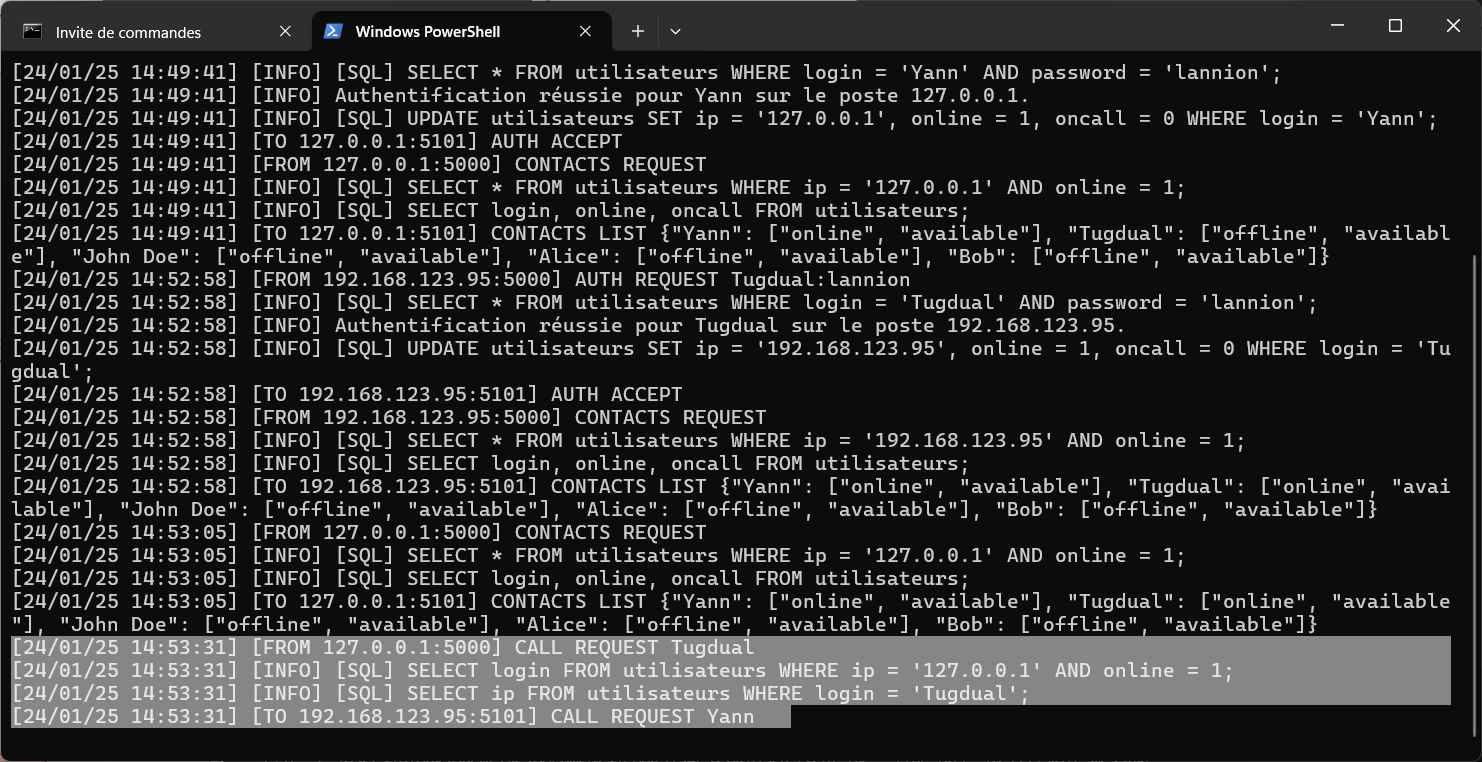 Invite de commandes
Windows PowerShell
[24/01/25 14:49:41] [INFO] [SQL] SELECT * FROM utilisateurs WHERE login = 'Yann' AND password = 'lannion';
[24/01/25 14:49:41] [INFO] Authentification réussie pour Yann sur le poste 127.0.0.1.
[24/01/25 14:49:41] [INFO] [SQL] UPDATE utilisateurs SET ip = '127.0.0.1', online = 1, oncall = 0 WHERE login = 'Yann';
[24/01/25 14:49:41] [TO 127.0.0.1:5101] AUTH ACCEPT
[24/01/25 14:49:41] [FROM 127.0.0.1:5000] CONTACTS REQUEST
[24/01/25 14:49:41] [INFO] [SQL] SELECT * FROM utilisateurs WHERE ip = '127.0.0.1' AND online = 1;
[24/01/25 14:49:41] [INFO] [SQL] SELECT login, online, oncall FROM utilisateurs;
[24/01/25 14:49:41] [TO 127.0.0.1:5101] CONTACTS LIST {"Yann": ["online", "available"], "Tugdual": ["offline", "availabl
e"], "John Doe": ["offline", "available"], "Alice": ["offline", "available"], "Bob": ["offline", "available"]}
[24/01/25 14:52:58] [FROM 192.168.123.95:5000] AUTH REQUEST Tugdual:lannion
[24/01/25 14:52:58] [INFO] [SQL] SELECT * FROM utilisateurs WHERE login = 'Tugdual' AND password = 'lannion';
[24/01/25 14:52:58] [INFO] Authentification réussie pour Tugdual sur le poste 192.168.123.95.
[24/01/25 14:52:58] [INFO] [SQL] UPDATE utilisateurs SET ip = '192.168.123.95', online = 1, oncall = 0 WHERE login = 'Tu
gdual';
[24/01/25 14:52:58] [TO 192.168.123.95:5101] AUTH ACCEPT
[24/01/25 14:52:58] [FROM 192.168.123.95:5000] CONTACTS REQUEST
[24/01/25 14:52:58] [INFO] [SQL] SELECT * FROM utilisateurs WHERE ip = '192.168.123.95' AND online = 1;
[24/01/25 14:52:58] [INFO] [SQL] SELECT login, online, oncall FROM utilisateurs;
[24/01/25 14:52:58] [TO 192.168.123.95:5101] CONTACTS LIST {"Yann": ["online", "available"], "Tugdual": ["online", "avai
lable"], "John Doe": ["offline", "available"], "Alice": ["offline", "available"], "Bob": ["offline", "available"]}
[24/01/25 14:53:05] [FROM 127.0.0.1:5000] CONTACTS REQUEST
[24/01/25 14:53:05] [INFO] [SQL] SELECT * FROM utilisateurs WHERE ip = '127.0.0.1' AND online = 1;
[24/01/25 14:53:05] [INFO] [SQL] SELECT login, online, oncall FROM utilisateurs;
[24/01/25 14:53:05] [TO 127.0.0.1:5101] CONTACTS LIST {"Yann": ["online", "available"], "Tugdual": ["online", "available
"], "John Doe": ["offline", "available"], "Alice": ["offline", "available"], "Bob": ["offline", "available"]}
[24/01/25 14:53:31] [FROM 127.0.0.1:5000] CALL REQUEST Tugdual
[24/01/25 14:53:31] [INFO] [SQL] SELECT login FROM utilisateurs WHERE ip = '127.0.0.1' AND online = 1;
[24/01/25 14:53:31] [INFO] [SQL] SELECT ip FROM utilisateurs WHERE login = 'Tugdual';
[24/01/25 14:53:31] [TO 192.168.123.95:5101] CALL REQUEST Yann